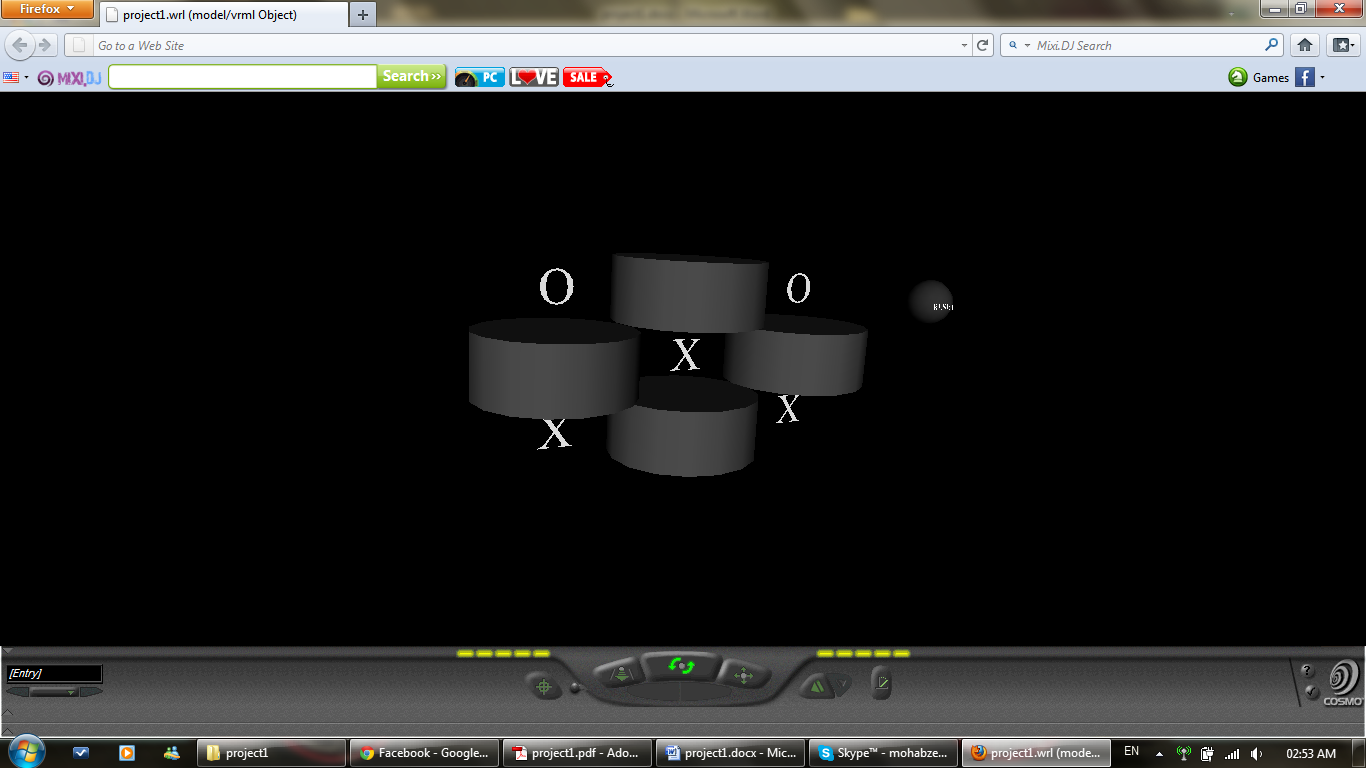 Firefox
project1.wrl (model/vrml Object)
Go to a Web Site
Mixi.DJ Search
MIXI.DJ
Search >>
PC
LOVE
SALE
Games
f
O
O
RESET
X
X
X
[Entry]
?
COSMO
project1
Facebook - Google...
project1.pdf - Ado...
project1.docx - Mic...
Skype™ - mohabze...
project1.wrl (mode...
EN
02:53 AM